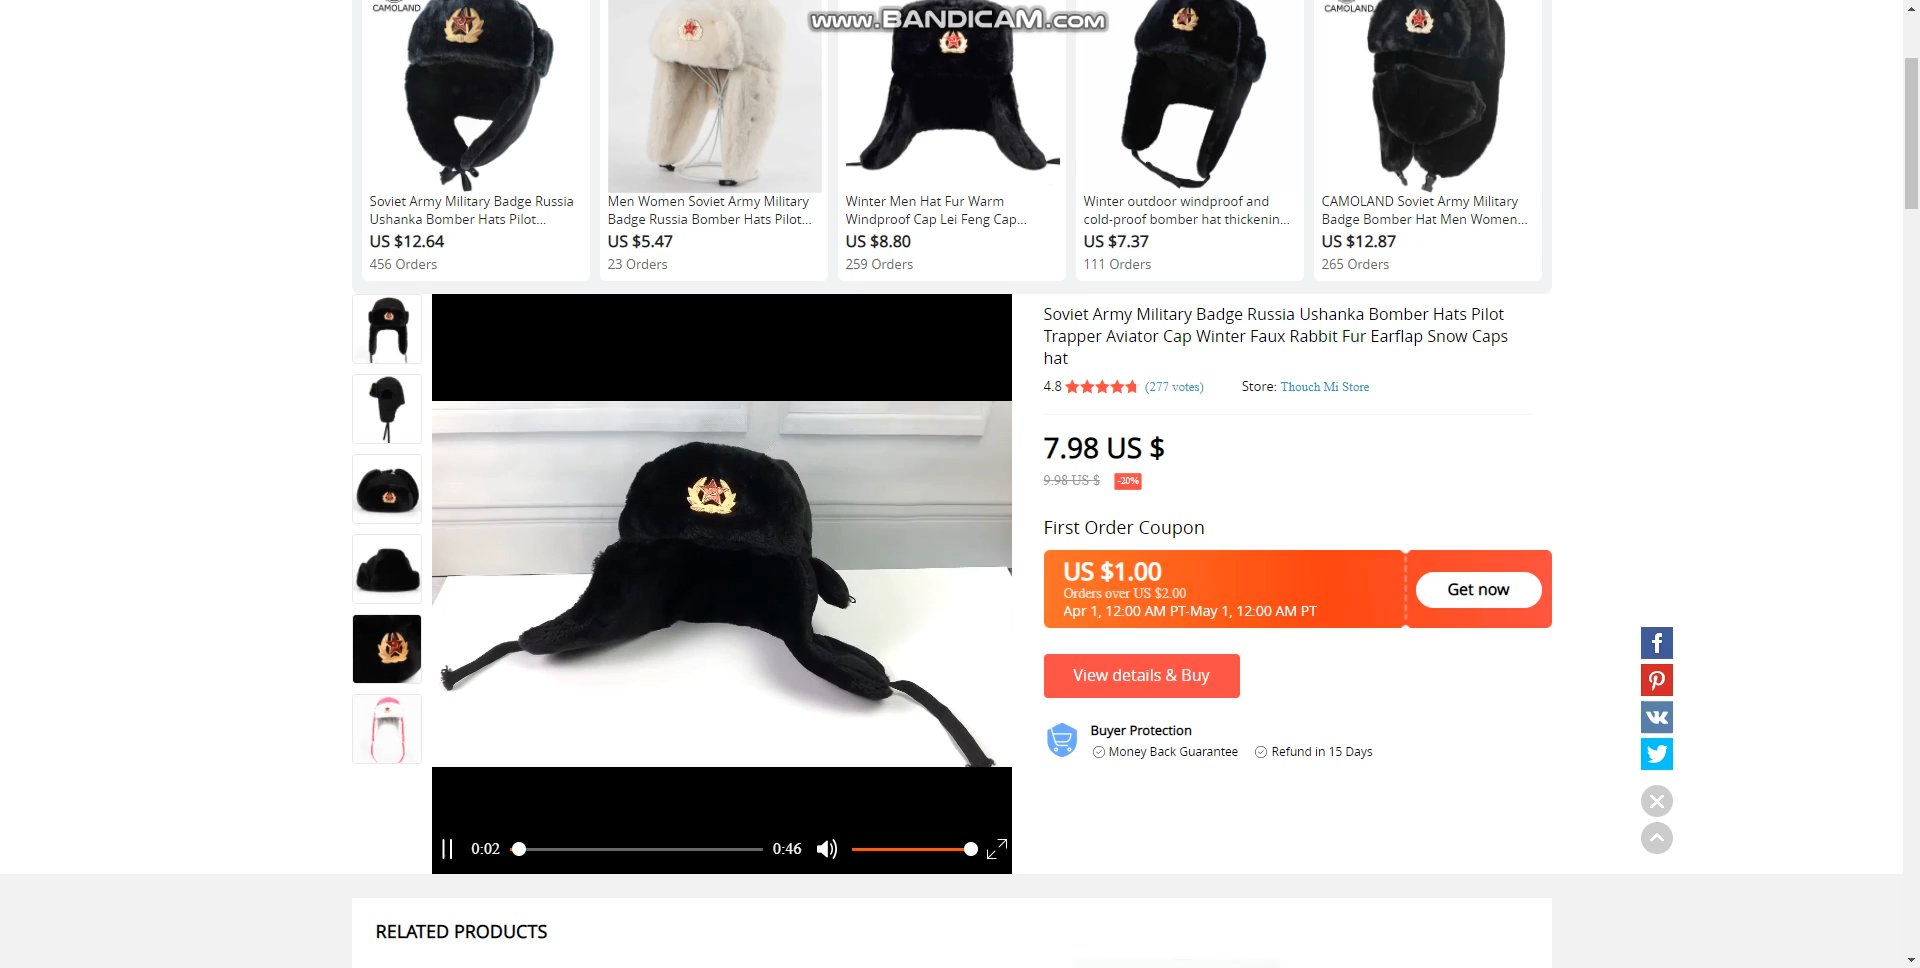 CAMOLAND
www.BANDICAM.com
CAMOLAND
Soviet Army Military Badge Russia
Ushanka Bomber Hats Pilot...
US $12.64
456 Orders
Men Women Soviet Army Military
Badge Russia Bomber Hats Pilot...
US $5.47
23 Orders
Winter Men Hat Fur Warm
Windproof Cap Lei Feng Cap...
US $8.80
259 Orders
Winter outdoor windproof and
cold-proof bomber hat thickenin...
US $7.37
111 Orders
CAMOLAND Soviet Army Military
Badge Bomber Hat Men Women...
US $12.87
265 Orders
Soviet Army Military Badge Russia Ushanka Bomber Hats Pilot
Trapper Aviator Cap Winter Faux Rabbit Fur Earflap Snow Caps
hat
4.8 (277 votes) Store: Thouch Mi Store
7.98 US $
9.98 US $ -20%
First Order Coupon
US $1.00
Orders over US $2.00
Apr 1, 12:00 AM PT-May 1, 12:00 AM PT
Get now
View details & Buy
Buyer Protection
Money Back Guarantee Refund in 15 Days
0:02 0:46
RELATED PRODUCTS